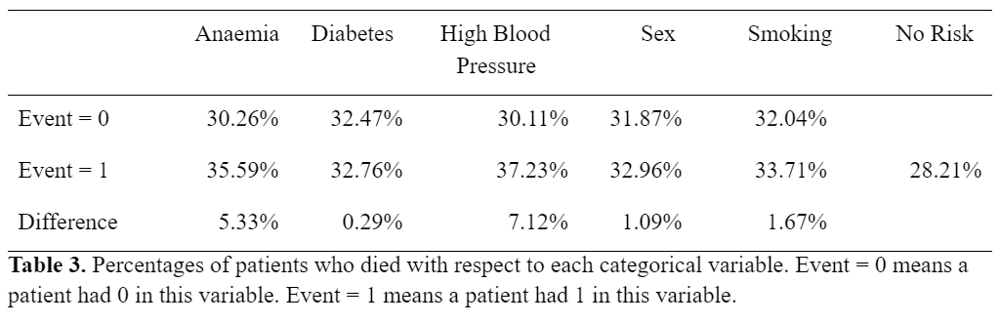 Anaemia Diabetes High Blood Pressure Sex Smoking No Risk
Event = 0 30.26% 32.47% 30.11% 31.87% 32.04%
Event = 1 35.59% 32.76% 37.23% 32.96% 33.71% 28.21%
Difference 5.33% 0.29% 7.12% 1.09% 1.67%
Table 3. Percentages of patients who died with respect to each categorical variable. Event = 0 means a
patient had 0 in this variable. Event = 1 means a patient had 1 in this variable.